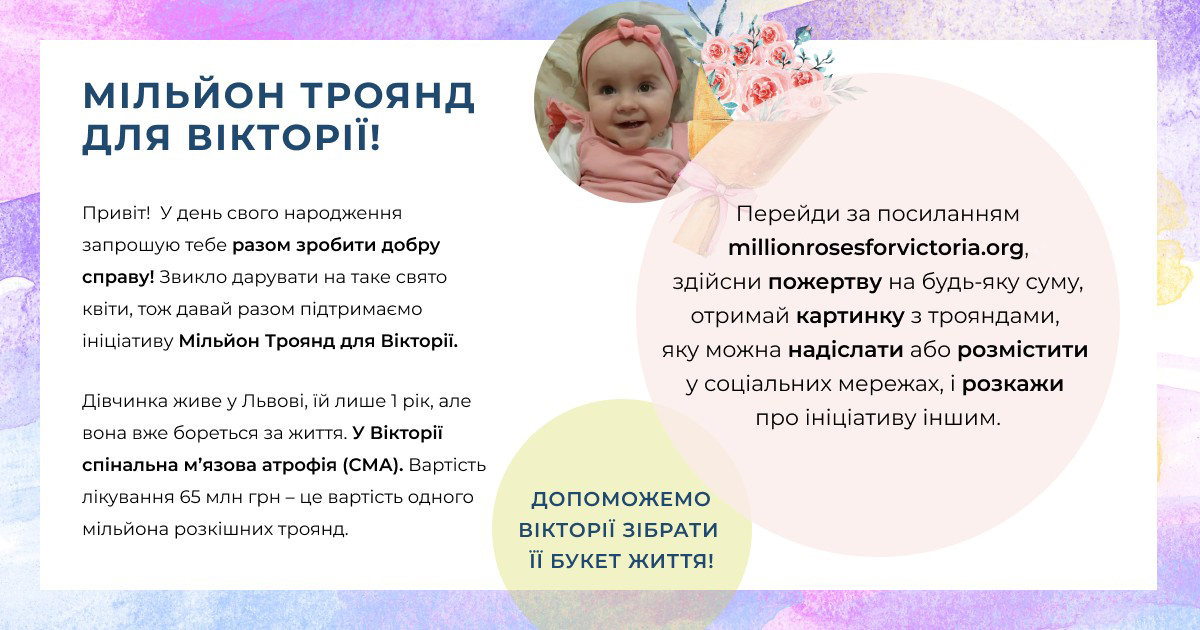 МІЛЬЙОН ТРОЯНД
ДЛЯ ВІКТОРІЇ!
Привіт! У день свого народження
запрошую тебе разом зробити добру
справу! Звикло дарувати на таке свято
квіти, тож давай разом підтримаємо
ініціативу Мільйон Троянд для Вікторії.
Дівчинка живе у Львові, їй лише 1 рік, але
вона вже бореться за життя. У Вікторії
спінальна м’язова атрофія (СМА). Вартість
лікування 65 млн грн – це вартість одного
мільйона розкішних троянд.
Перейди за посиланням
millionrosesforvictoria.org,
здійсни пожертву на будь-яку суму,
отримай картинку з трояндами,
яку можна надіслати або розмістити
у соціальних мережах, і розкажи
про ініціативу іншим.
ДОПОМОЖЕМО
ВІКТОРІЇ ЗІБРАТИ
ЇЇ БУКЕТ ЖИТТЯ!